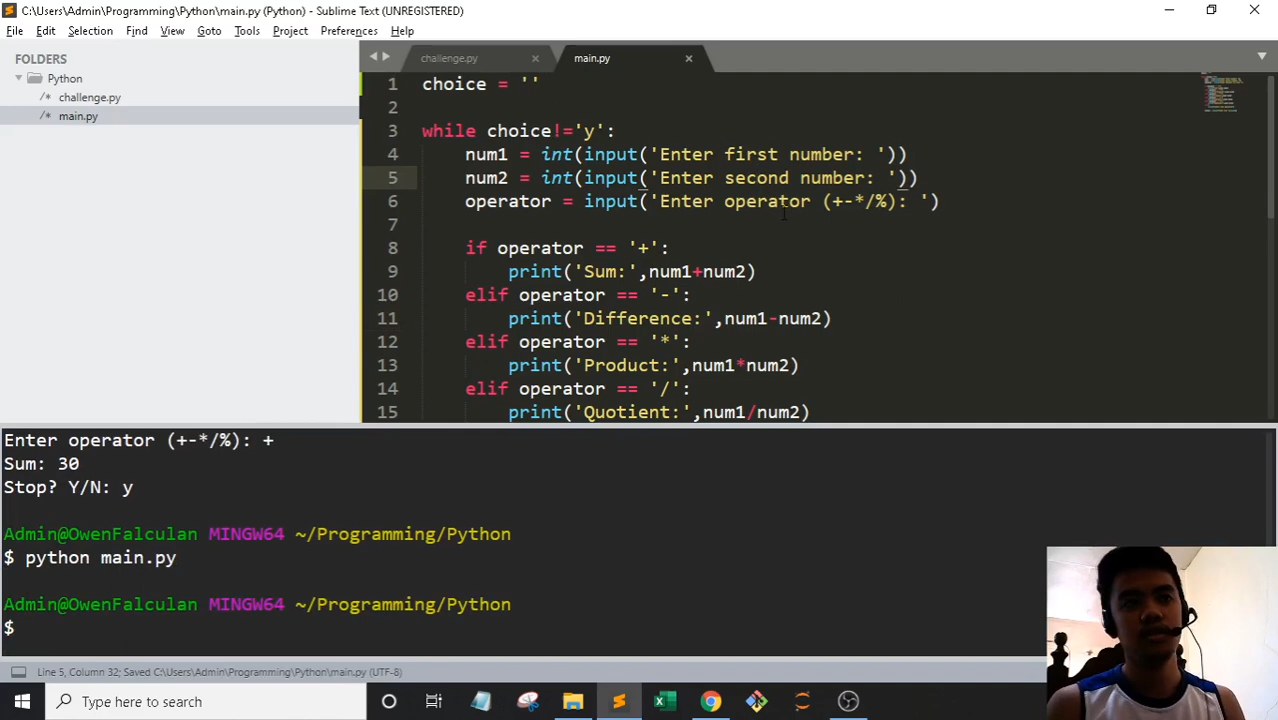 C:\Users\Admin\Programming\Python\main.py (Python) - Sublime Text (UNREGISTERED)
File Edit Selection Find View Goto Tools Project Preferences Help
FOLDERS
Python
/* challenge.py
/* main.py
challenge.py × main.py ×
1 choice = ''
2
3 while choice!='y':
4 num1 = int(input('Enter first number: '))
5 num2 = int(input('Enter second number: '))
6 operator = input('Enter operator (+-*/%): ')
7
8 if operator == '+':
9 print('Sum:',num1+num2)
10 elif operator == '-':
11 print('Difference:',num1-num2)
12 elif operator == '*':
13 print('Product:',num1*num2)
14 elif operator == '/':
15 print('Quotient:',num1/num2)
Enter operator (+-*/%): +
Sum: 30
Stop? Y/N: y
Admin@OwenFalculan MINGW64 ~/Programming/Python
$ python main.py
Admin@OwenFalculan MINGW64 ~/Programming/Python
$
Line 5, Column 32; Saved C:\Users\Admin\Programming\Python\main.py (UTF-8)
Type here to search